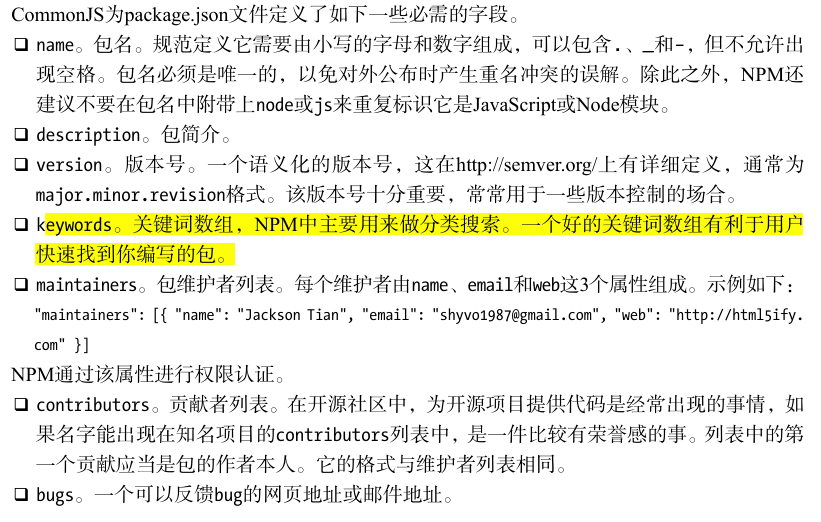 CommonJS为package.json文件定义了如下一些必需的字段。
❑ name。包名。规范定义它需要由小写的字母和数字组成，可以包含.、_和-，但不允许出
现空格。包名必须是唯一的，以免对外公布时产生重名冲突的误解。除此之外，NPM还
建议不要在包名中附带上node或js来重复标识它是JavaScript或Node模块。
❑ description。包简介。
❑ version。版本号。一个语义化的版本号，这在http://semver.org/上有详细定义，通常为
major.minor.revision格式。该版本号十分重要，常常用于一些版本控制的场合。
❑ keywords。关键词数组，NPM中主要用来做分类搜索。一个好的关键词数组有利于用户
快速找到你编写的包。
❑ maintainers。包维护者列表。每个维护者由name、email和web这3个属性组成。示例如下：
"maintainers": [{ "name": "Jackson Tian", "email": "shyvo1987@gmail.com", "web": "http://html5ify.
com" }]
NPM通过该属性进行权限认证。
❑ contributors。贡献者列表。在开源社区中，为开源项目提供代码是经常出现的事情，如
果名字能出现在知名项目的contributors列表中，是一件比较有荣誉感的事。列表中的第
一个贡献应当是包的作者本人。它的格式与维护者列表相同。
❑ bugs。一个可以反馈bug的网页地址或邮件地址。